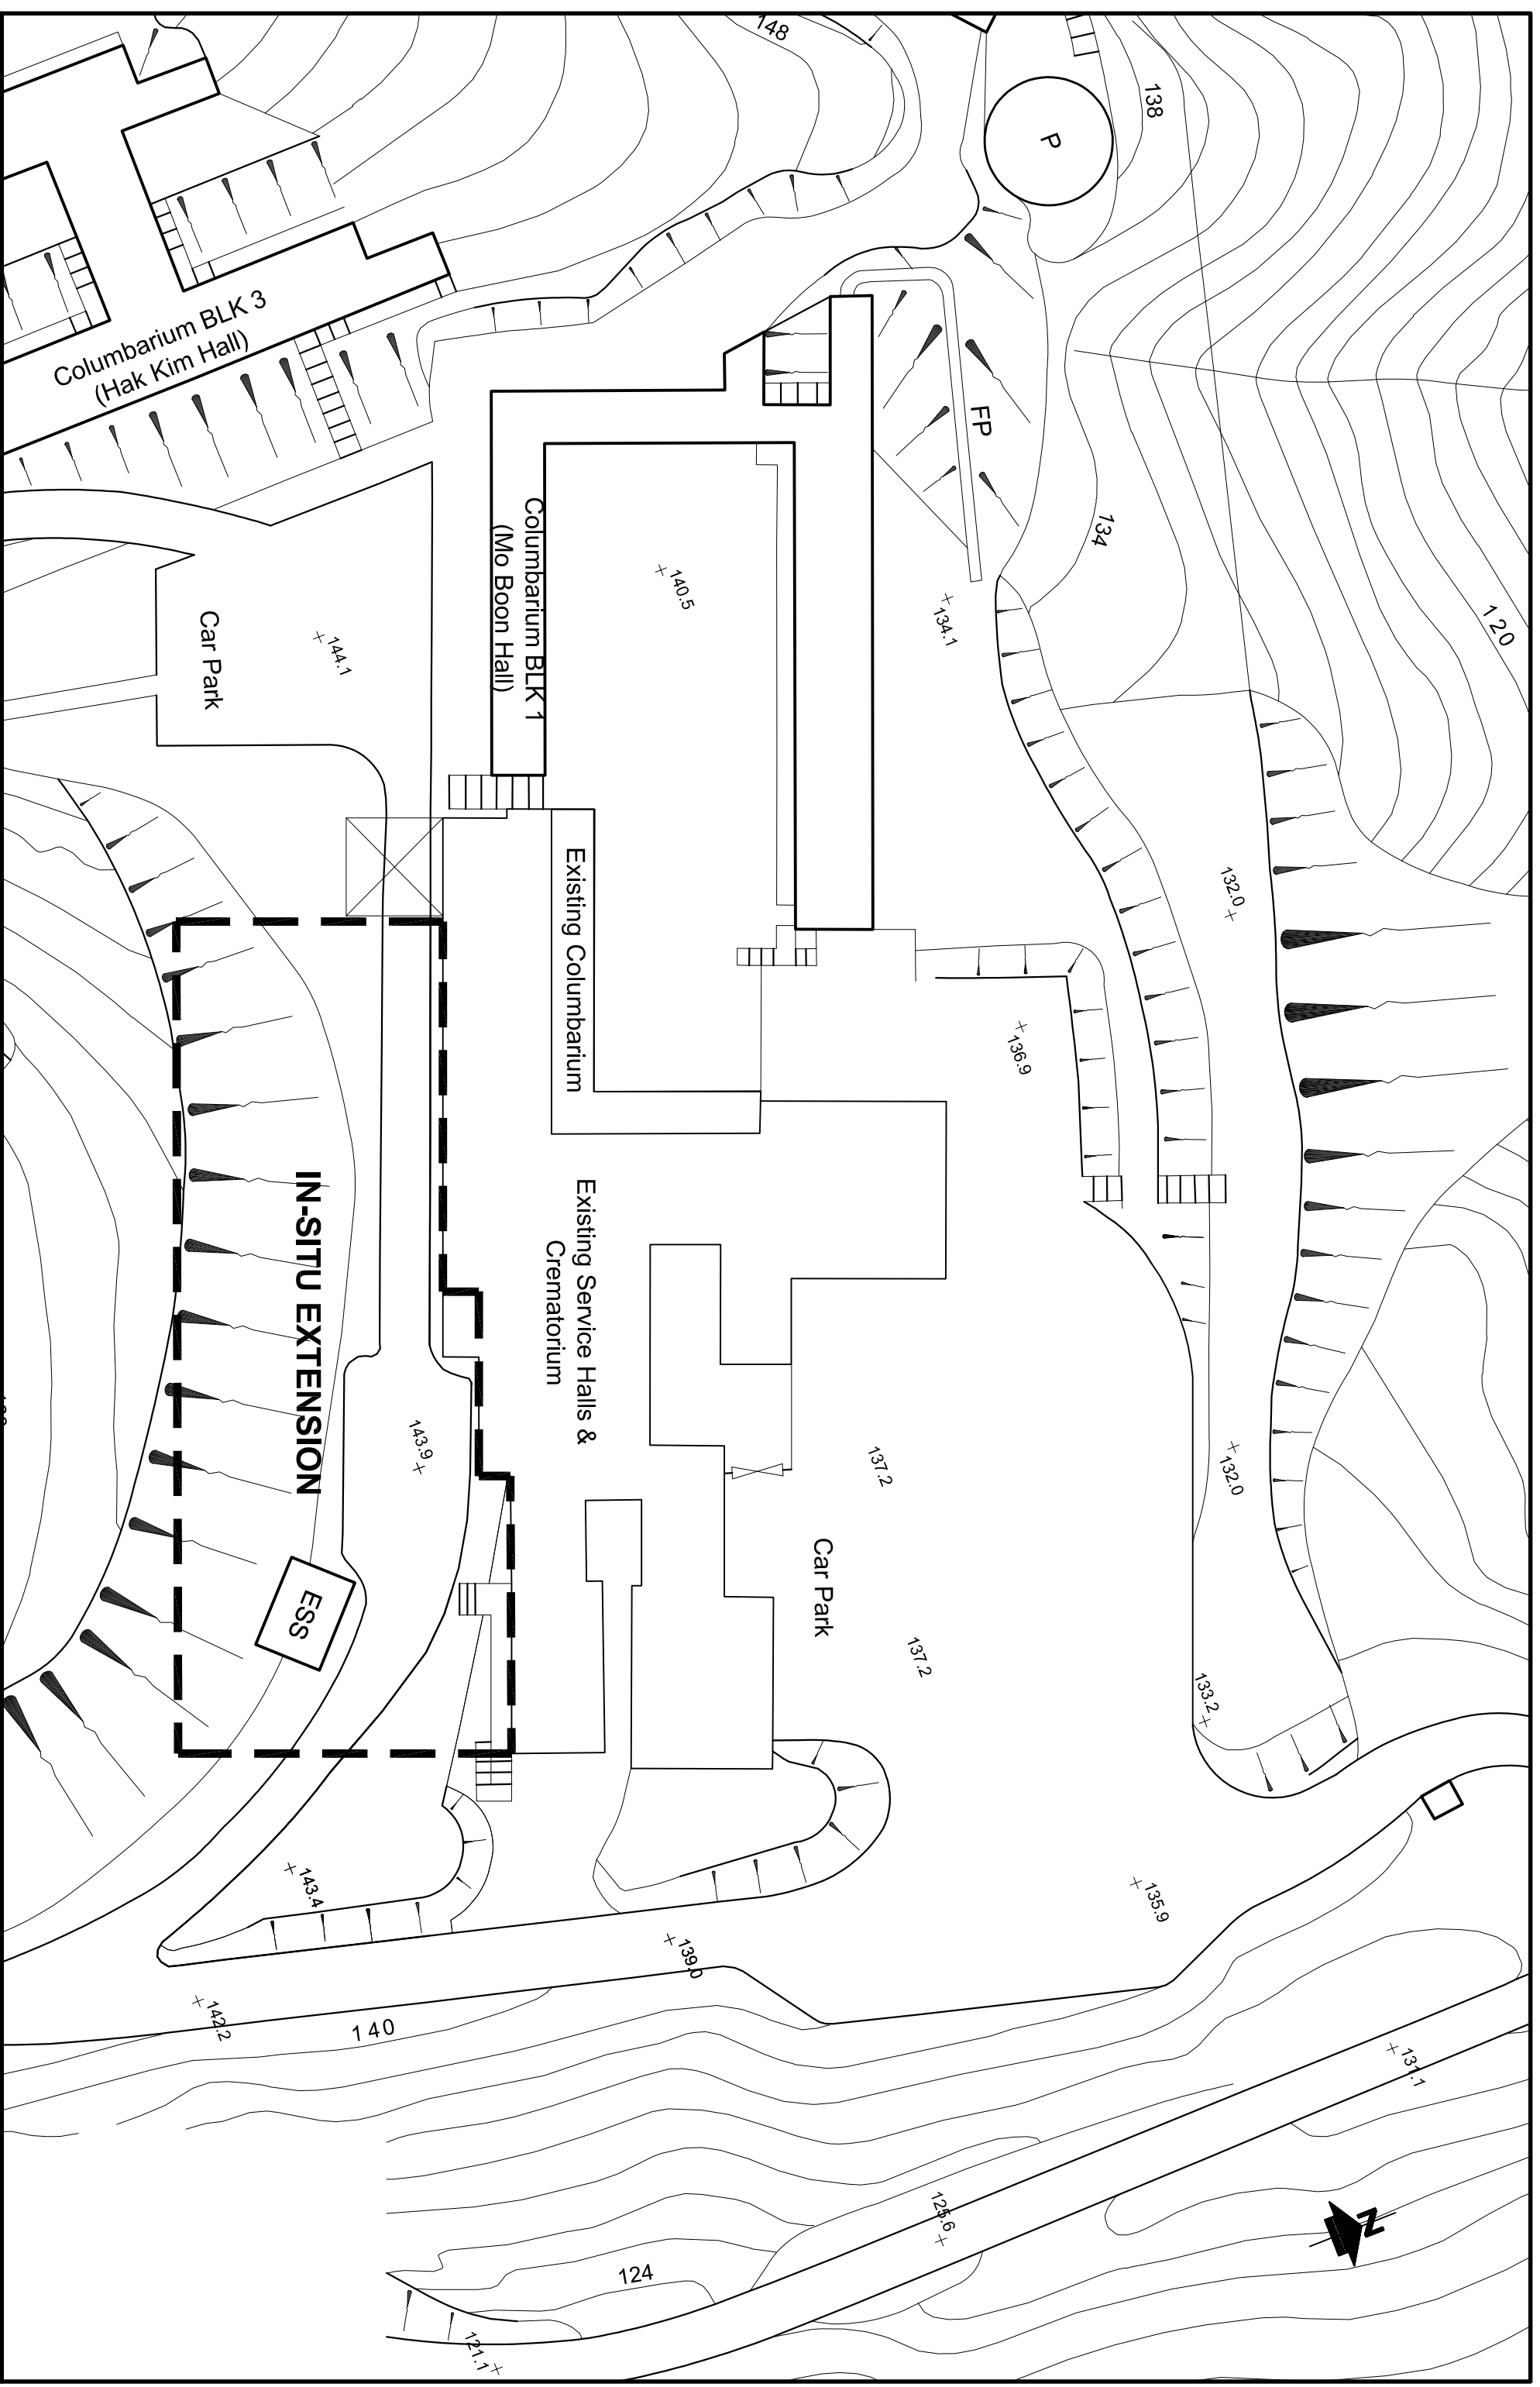 148
138
P
Columbarium BLK 3
(Hak Kim Hall)
FP
134
120
Columbarium BLK 1
(Mo Boon Hall)
140.5
134.1
Car Park
144.1
Existing Columbarium
132.0
136.9
IN-SITU EXTENSION
Existing Service Halls &
Crematorium
143.9
137.2
132.0
Car Park
ESS
137.2
133.2
143.4
135.9
139.0
142.2
140
131.1
125.6
N
124
121.1